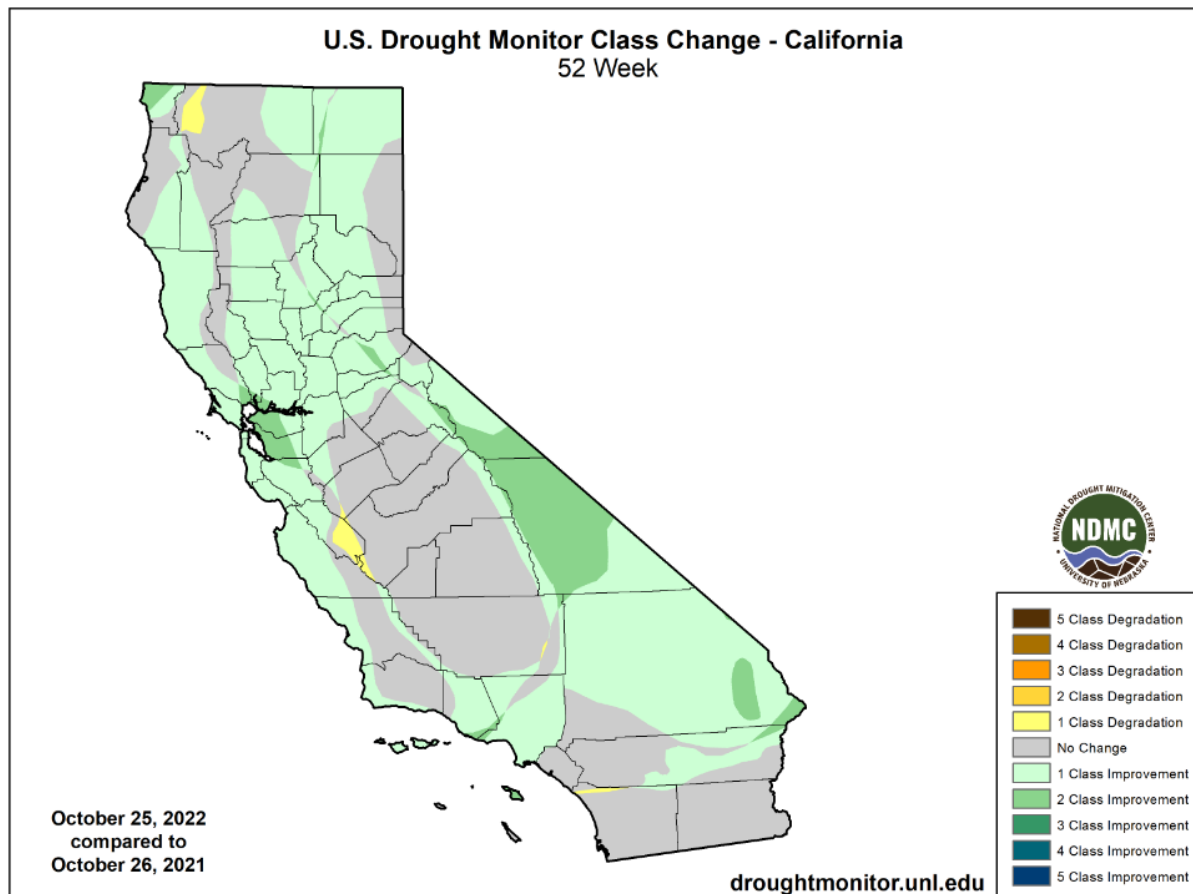 U.S. Drought Monitor Class Change - California
52 Week
NATIONAL DROUGHT MITIGATION CENTER
NDMC
UNIVERSITY OF NEBRASKA
5 Class Degradation
4 Class Degradation
3 Class Degradation
2 Class Degradation
1 Class Degradation
No Change
1 Class Improvement
2 Class Improvement
3 Class Improvement
4 Class Improvement
5 Class Improvement
October 25, 2022
compared to
October 26, 2021
droughtmonitor.unl.edu